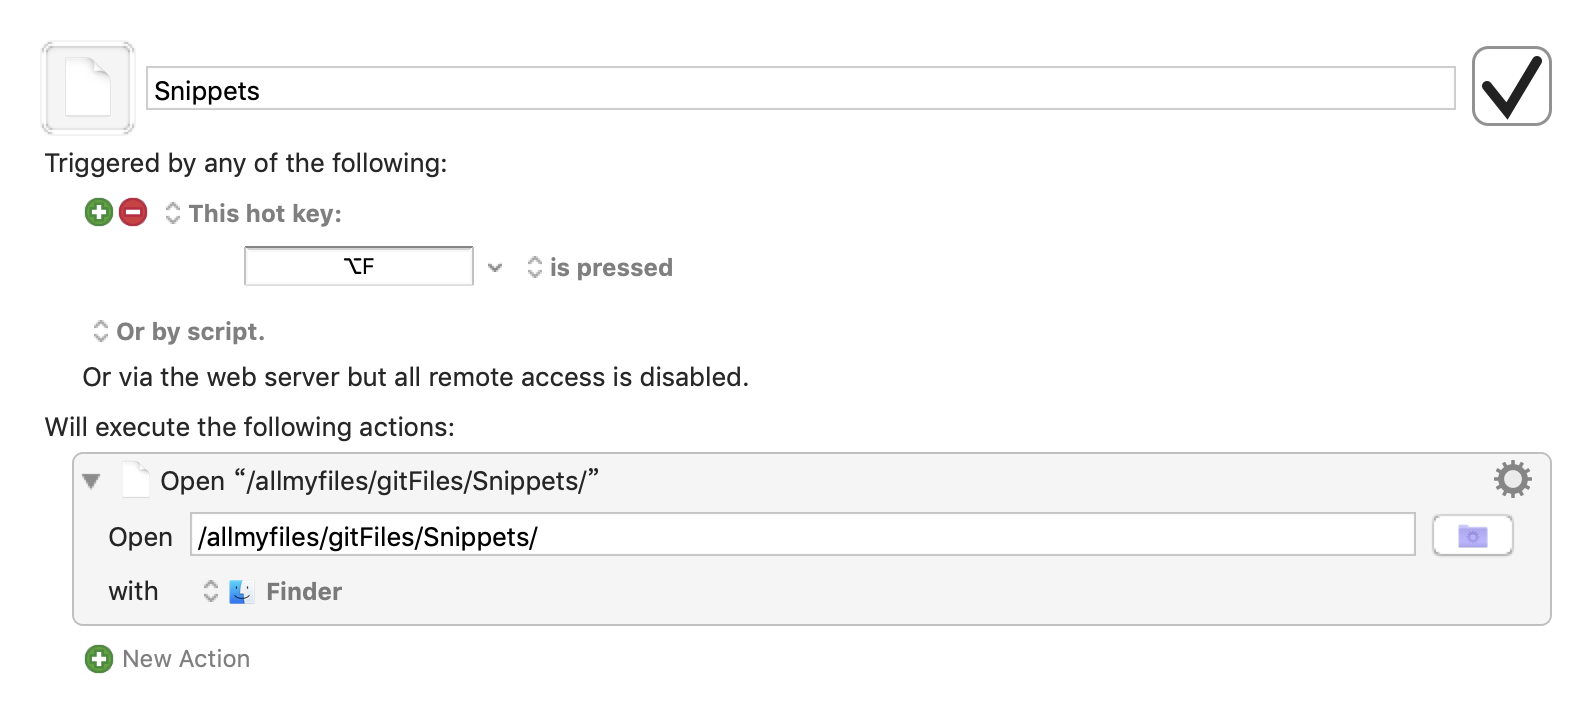 Snippets
Triggered by any of the following:
This hot key:
⌥F
is pressed
Or by script.
Or via the web server but all remote access is disabled.
Will execute the following actions:
Open “/allmyfiles/gitFiles/Snippets/”
Open /allmyfiles/gitFiles/Snippets/
with Finder
New Action